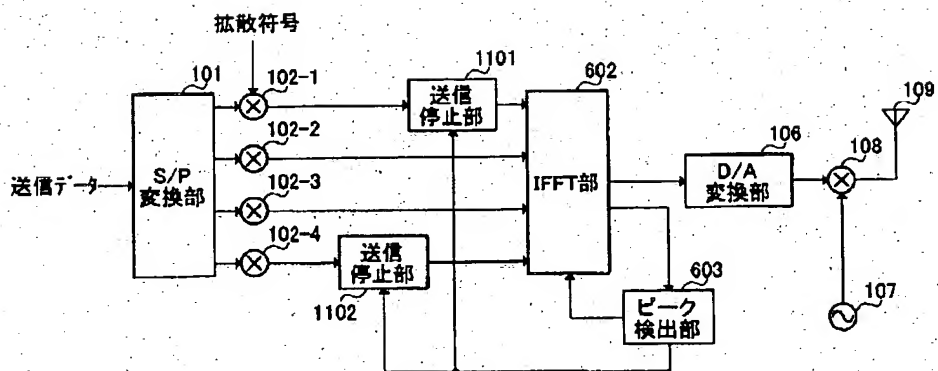 拡散符号
101
102-1
1101
送信
停止部
602
109
102-2
106
108
送信データ
S/P
変換部
IFFT部
D/A
変換部
102-3
102-4
送信
停止部
1102
603
ピーク
検出部
107